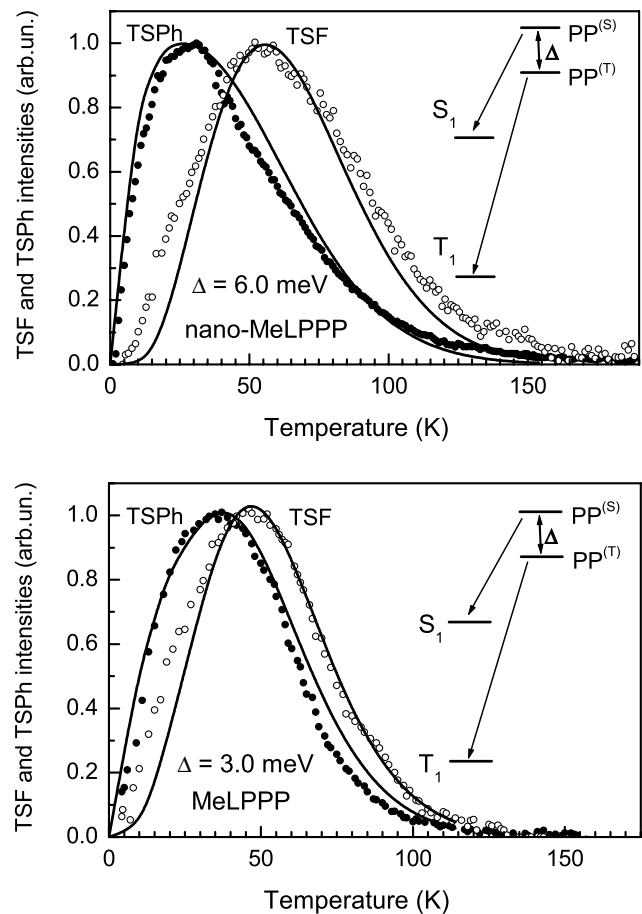 TSPh TSF
PP(S)
Δ
PP(T)
S1
T1
Δ = 6.0 meV
nano-MeLPPP
TSF and TSPh intensities (arb.un.)
1.0
0.8
0.6
0.4
0.2
0.0
0 50 100 150
Temperature (K)
TSPh TSF
PP(S)
Δ
PP(T)
S1
T1
Δ = 3.0 meV
MeLPPP
TSF and TSPh intensities (arb.un.)
1.0
0.8
0.6
0.4
0.2
0.0
0 50 100 150
Temperature (K)